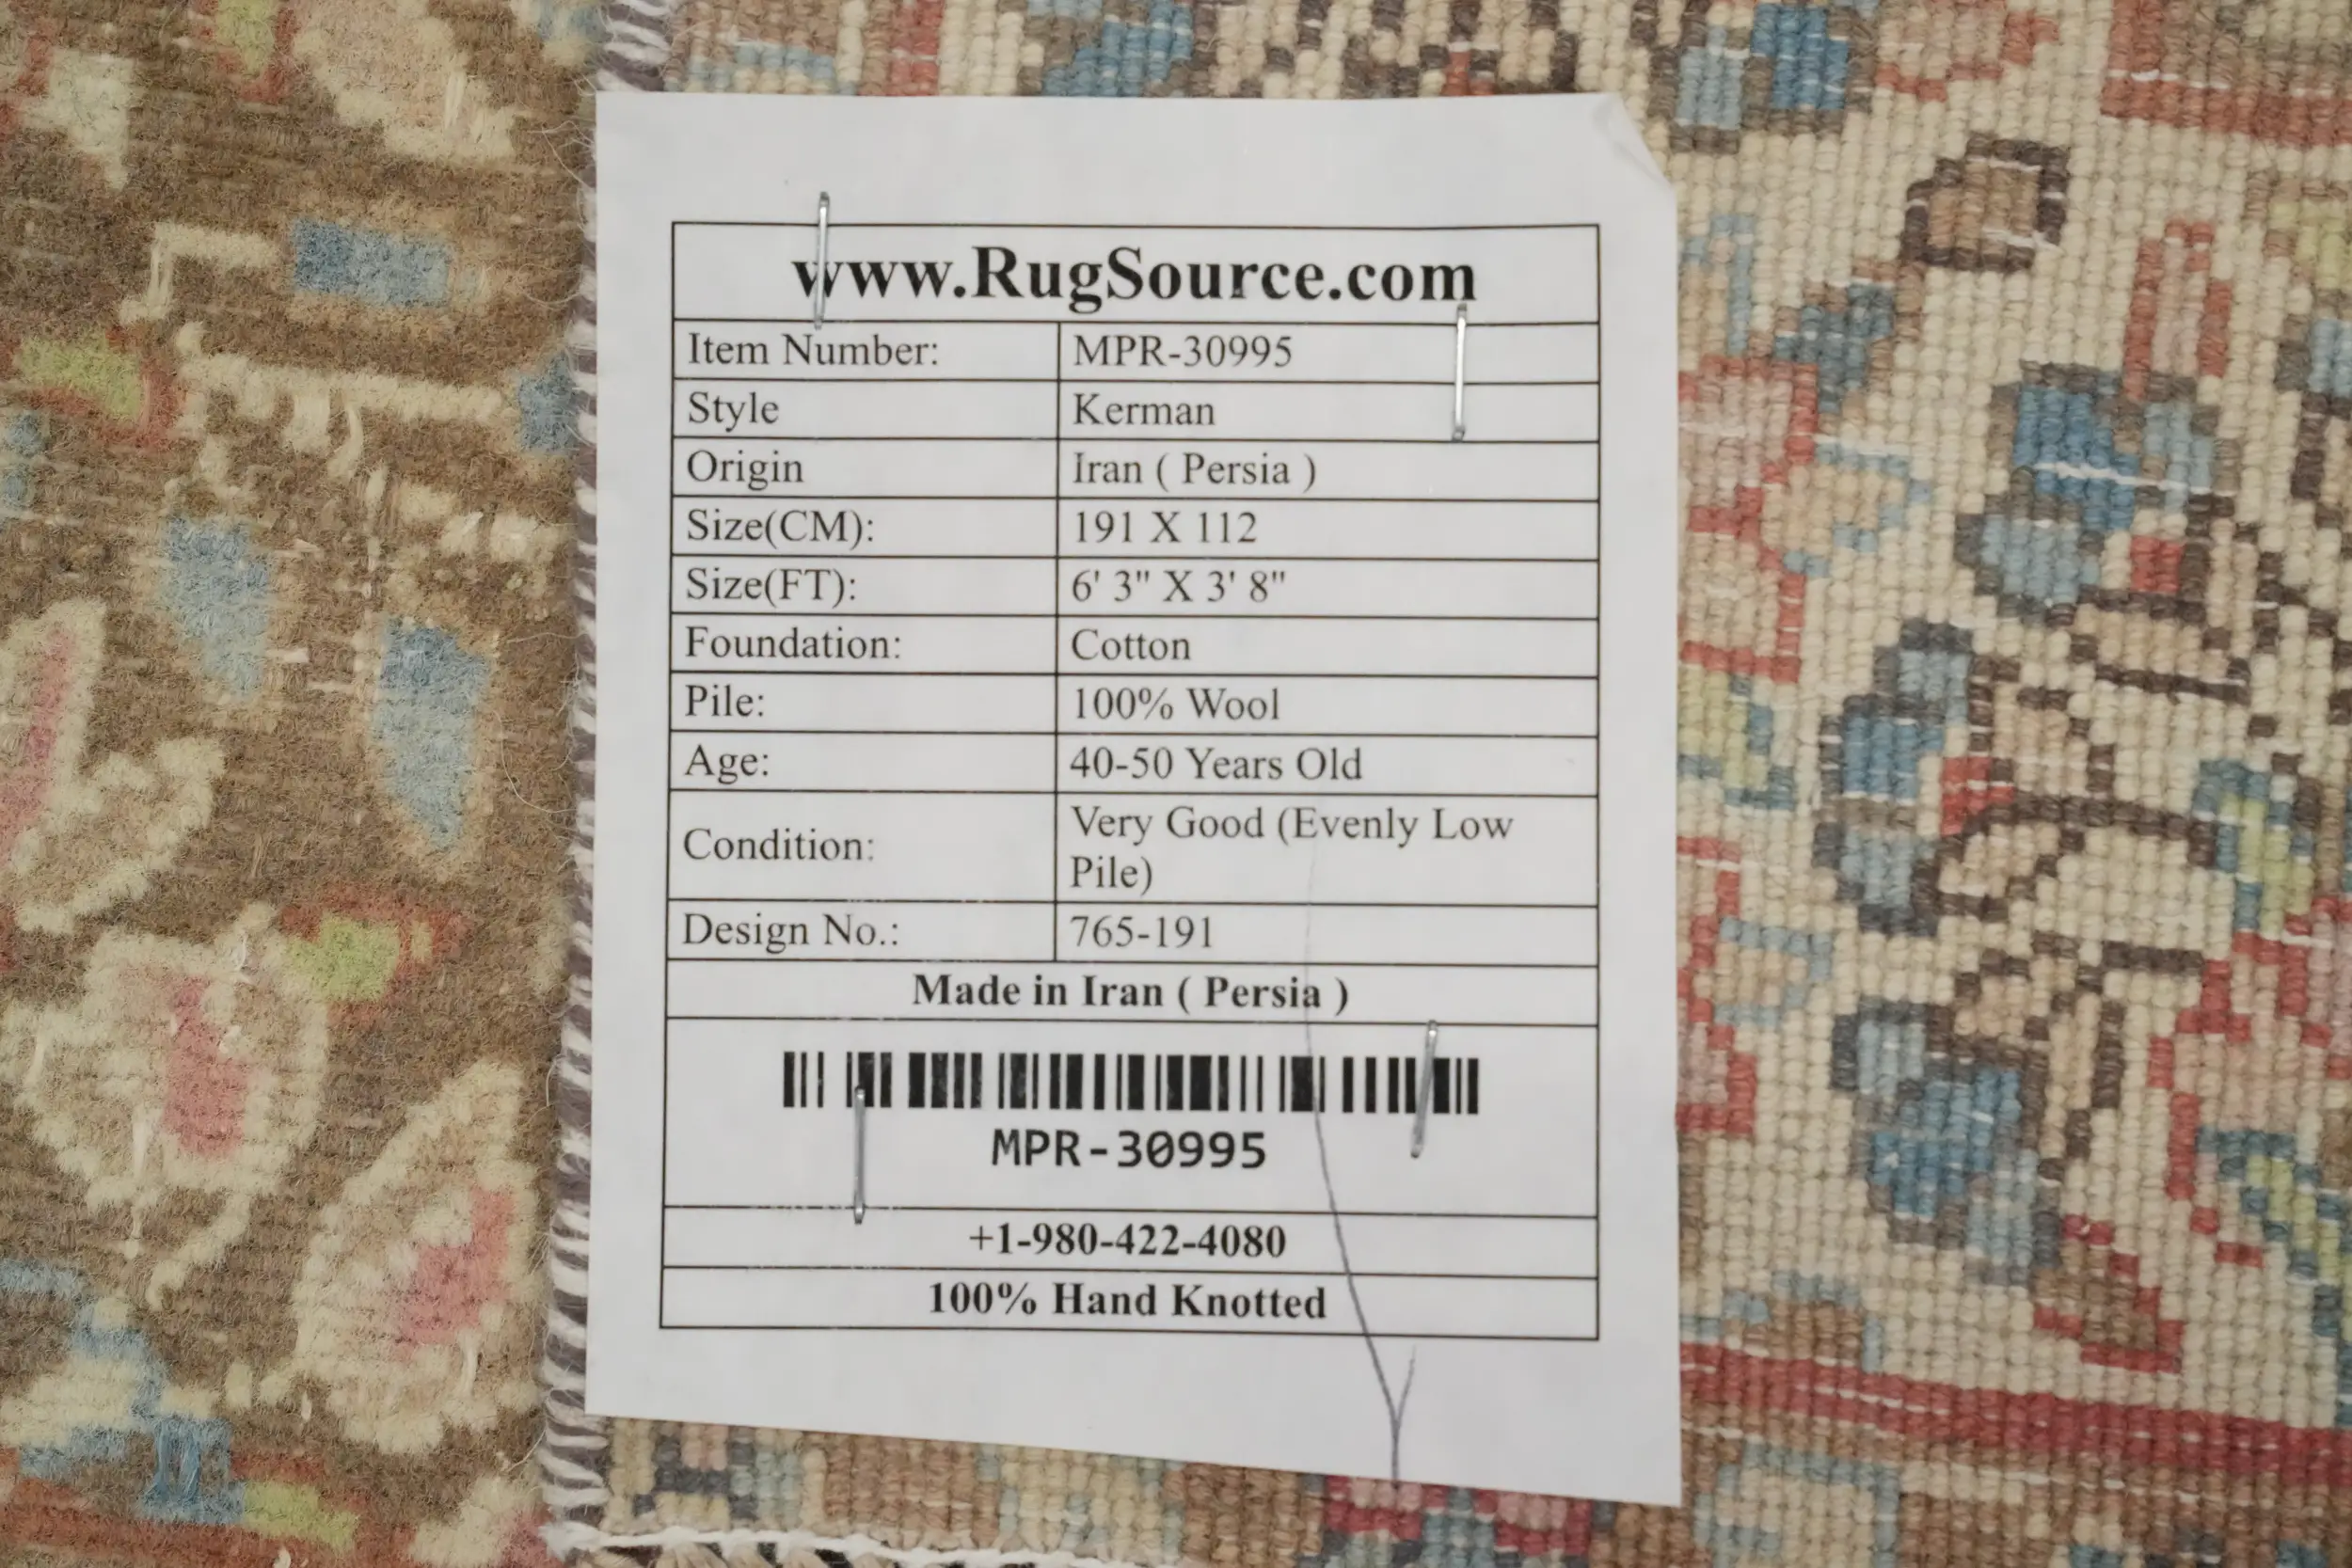 www.RugSource.com
Item Number: MPR-30995
Style Kerman
Origin Iran ( Persia )
Size(CM): 191 X 112
Size(FT): 6' 3" X 3' 8"
Foundation: Cotton
Pile: 100% Wool
Age: 40-50 Years Old
Condition: Very Good (Evenly Low
Pile)
Design No.: 765-191
Made in Iran ( Persia )
MPR-30995
+1-980-422-4080
100% Hand Knotted